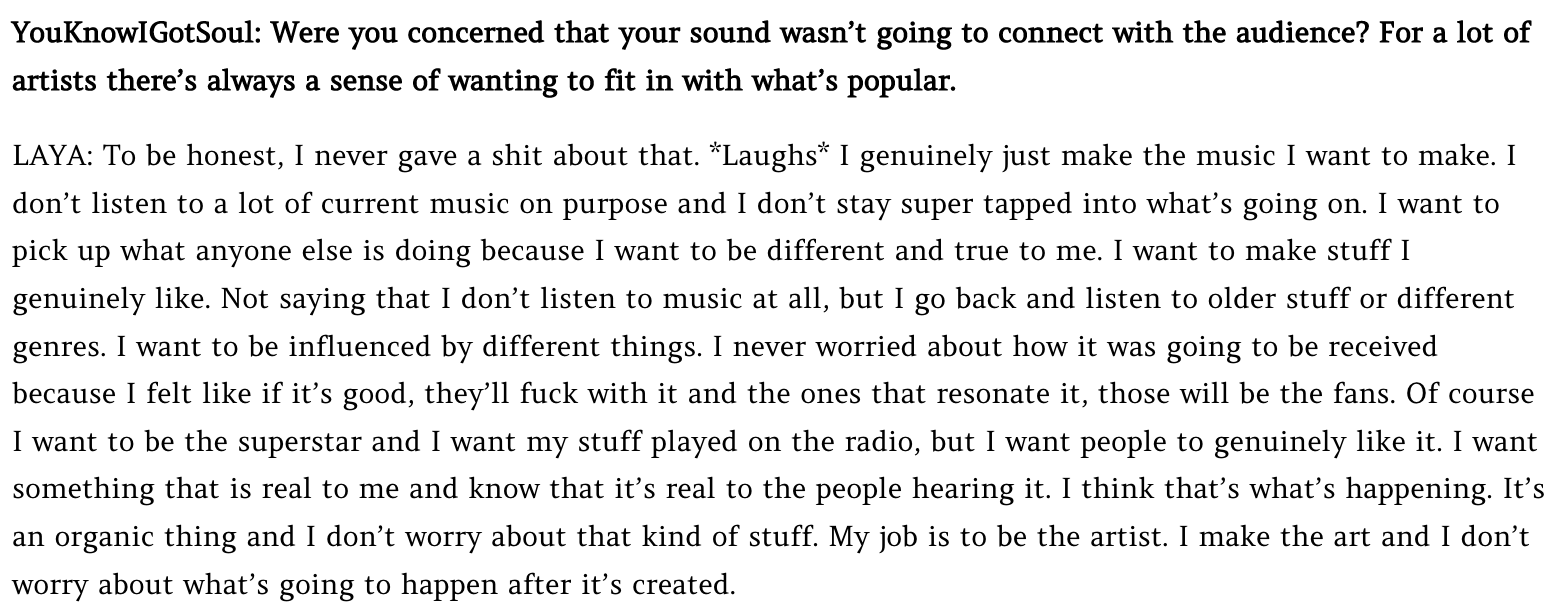 YouKnowIGotSoul: Were you concerned that your sound wasn’t going to connect with the audience? For a lot of
artists there’s always a sense of wanting to fit in with what’s popular.
LAYA: To be honest, I never gave a shit about that. *Laughs* I genuinely just make the music I want to make. I
don’t listen to a lot of current music on purpose and I don’t stay super tapped into what’s going on. I want to
pick up what anyone else is doing because I want to be different and true to me. I want to make stuff I
genuinely like. Not saying that I don’t listen to music at all, but I go back and listen to older stuff or different
genres. I want to be influenced by different things. I never worried about how it was going to be received
because I felt like if it’s good, they’ll fuck with it and the ones that resonate it, those will be the fans. Of course
I want to be the superstar and I want my stuff played on the radio, but I want people to genuinely like it. I want
something that is real to me and know that it’s real to the people hearing it. I think that’s what’s happening. It’s
an organic thing and I don’t worry about that kind of stuff. My job is to be the artist. I make the art and I don’t
worry about what’s going to happen after it’s created.